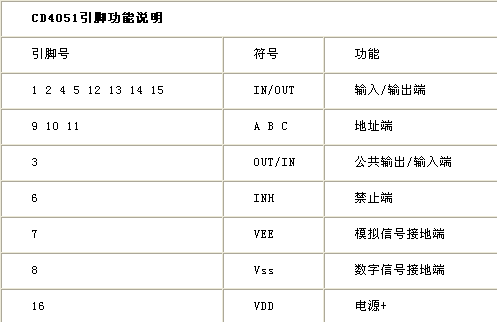 CD4051引脚功能说明
引脚号 符号 功能
1 2 4 5 12 13 14 15 IN/OUT 输入/输出端
9 10 11 A B C 地址端
3 OUT/IN 公共输出/输入端
6 INH 禁止端
7 VEE 模拟信号接地端
8 Vss 数字信号接地端
16 VDD 电源+